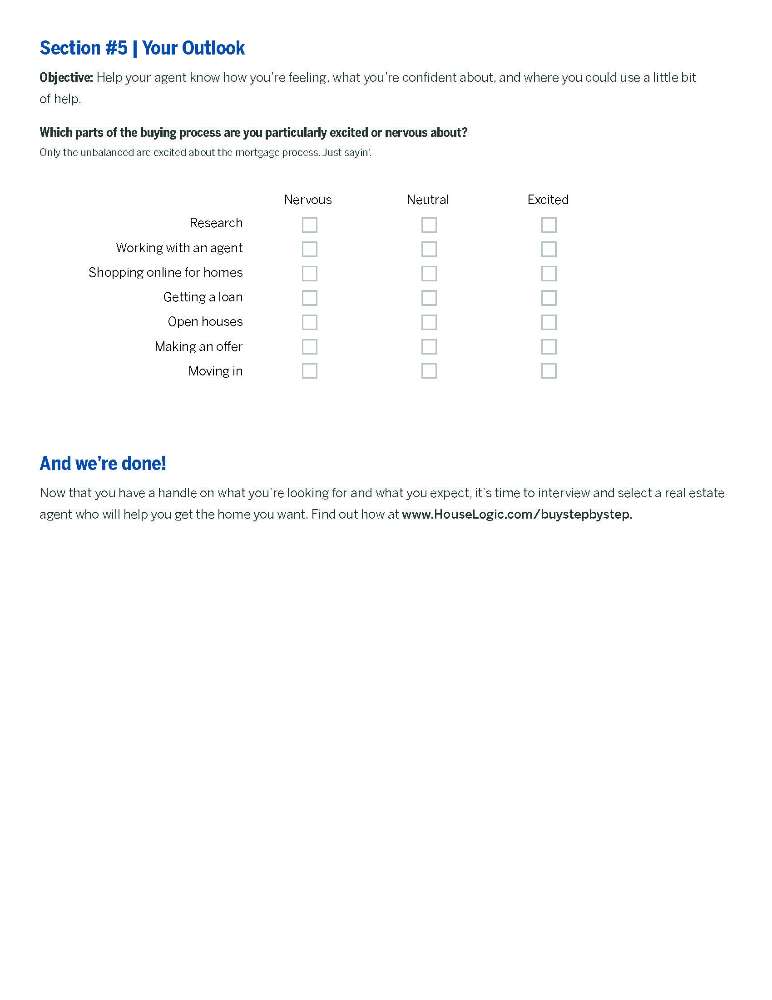 Section #5 | Your Outlook
Objective: Help your agent know how you're feeling, what you're confident about, and where you could use a little bit
of help.
Which parts of the buying process are you particularly excited or nervous about?
Only the unbalanced are excited about the mortgage process. Just sayin'.
Nervous Neutral Excited
Research
Working with an agent
Shopping online for homes
Getting a loan
Open houses
Making an offer
Moving in
And we're done!
Now that you have a handle on what you're looking for and what you expect, it's time to interview and select a real estate
agent who will help you get the home you want. Find out how at www.HouseLogic.com/buystepbystep.